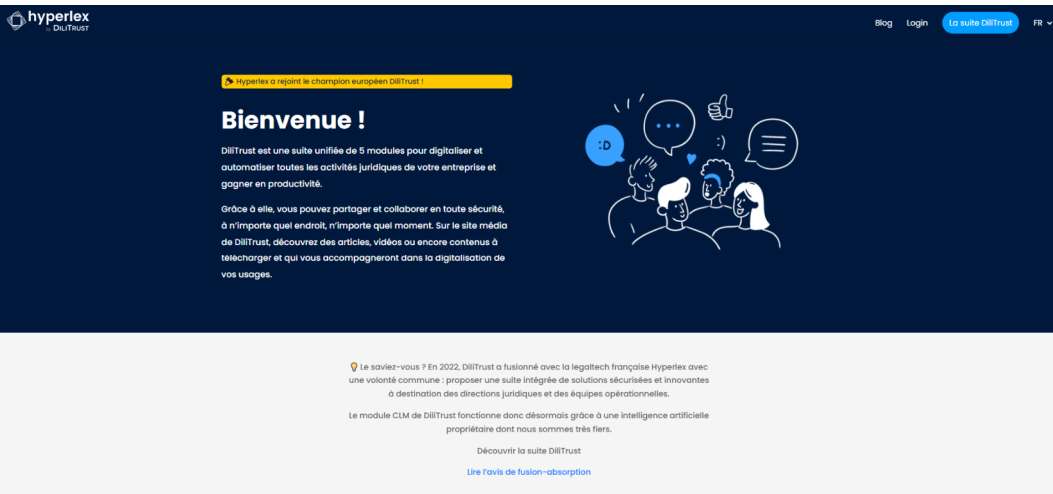 hyperlex
by DILITRUST
Blog Login La suite DiliTrust FR
Hyperlex a rejoint le champion européen DiliTrust !
Bienvenue !
DiliTrust est une suite unifiée de 5 modules pour digitaliser et
automatiser toutes les activités juridiques de votre entreprise et
gagner en productivité.
Grâce à elle, vous pouvez partager et collaborer en toute sécurité,
à n'importe quel endroit, n'importe quel moment. Sur le site média
de DiliTrust, découvrez des articles, vidéos ou encore contenus à
télécharger et qui vous accompagneront dans la digitalisation de
vos usages.
:D
:)
Le saviez-vous ? En 2022, DiliTrust a fusionné avec la legaltech française Hyperlex avec
une volonté commune : proposer une suite intégrée de solutions sécurisées et innovantes
à destination des directions juridiques et des équipes opérationnelles.
Le module CLM de DiliTrust fonctionne donc désormais grâce à une intelligence artificielle
propriétaire dont nous sommes très fiers.
Découvrir la suite DiliTrust
Lire l'avis de fusion-absorption